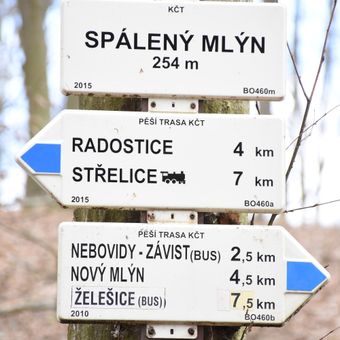 KČT
SPÁLENÝ MLÝN
254 m
2015 BO460m
PĚŠÍ TRASA KČT
RADOSTICE 4 km
STŘELICE 7 km
2015 BO460a
PĚŠÍ TRASA KČT
NEBOVIDY - ZÁVIST (BUS) 2,5 km
NOVÝ MLÝN 4,5 km
ŽELEŠICE (BUS) 7,5 km
2010 BO460b